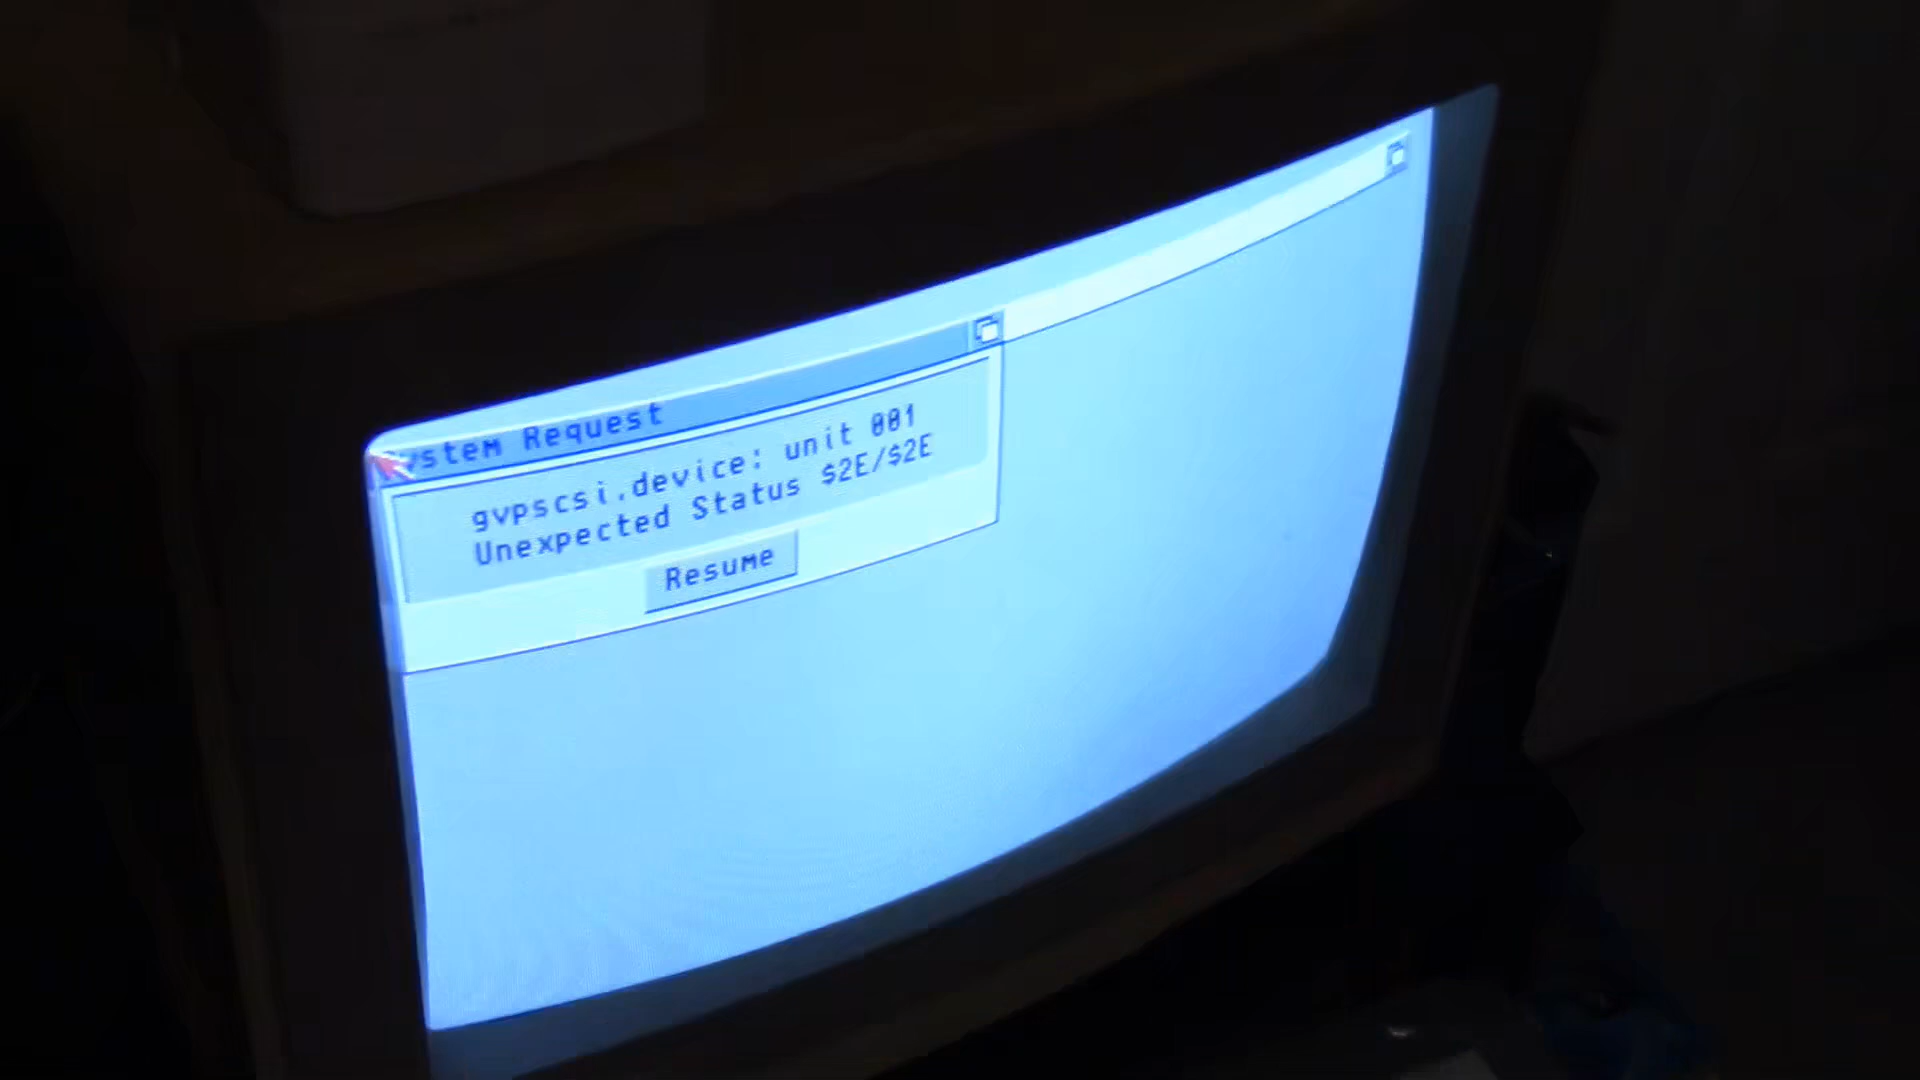 System Request
gvpscsi.device: unit 001
Unexpected Status $2E/$2E
Resume